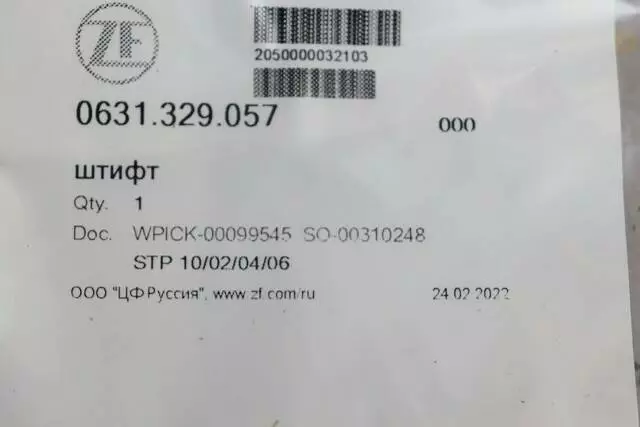 ZF
2050000032103
0631.329.057
000
штифт
Qty. 1
Doc. WPICK-00099545 SO-00310248
STP 10/02/04/06
ООО "ЦФ Руссия", www.zf.com/ru 24.02.2022